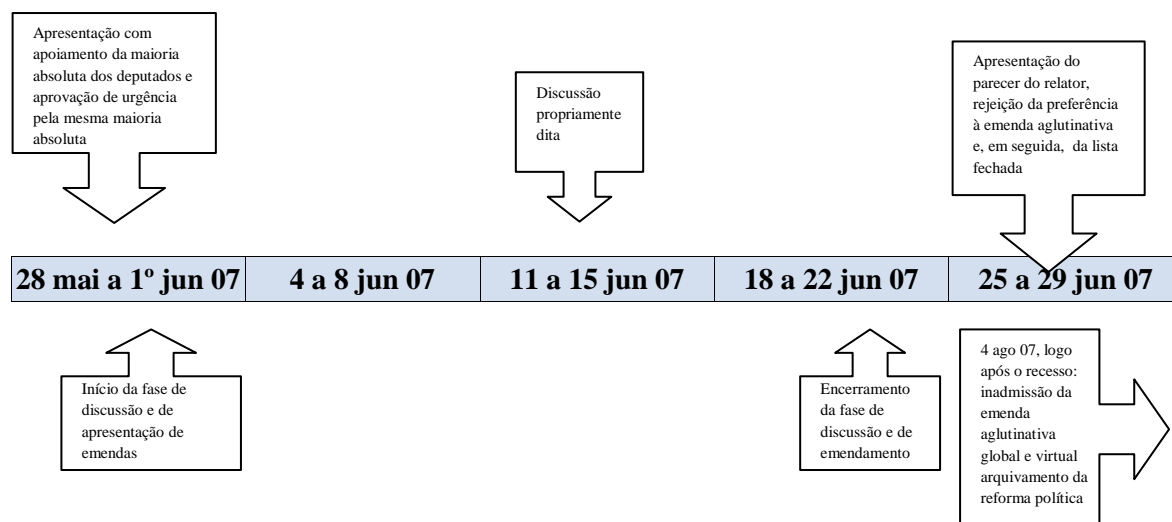 Apresentação com
apoiamento da maioria
absoluta dos deputados e
aprovação de urgência
pela mesma maioria
absoluta
Discussão
propriamente
dita
Apresentação do
parecer do relator,
rejeição da preferência
à emenda aglutinativa
e, em seguida, da lista
fechada
28 mai a 1º jun 07
4 a 8 jun 07
11 a 15 jun 07
18 a 22 jun 07
25 a 29 jun 07
Início da fase de
discussão e de
apresentação de
emendas
Encerramento
da fase de
discussão e de
emendamento
4 ago 07, logo
após o recesso:
inadmissão da
emenda
aglutinativa
global e virtual
arquivamento da
reforma política